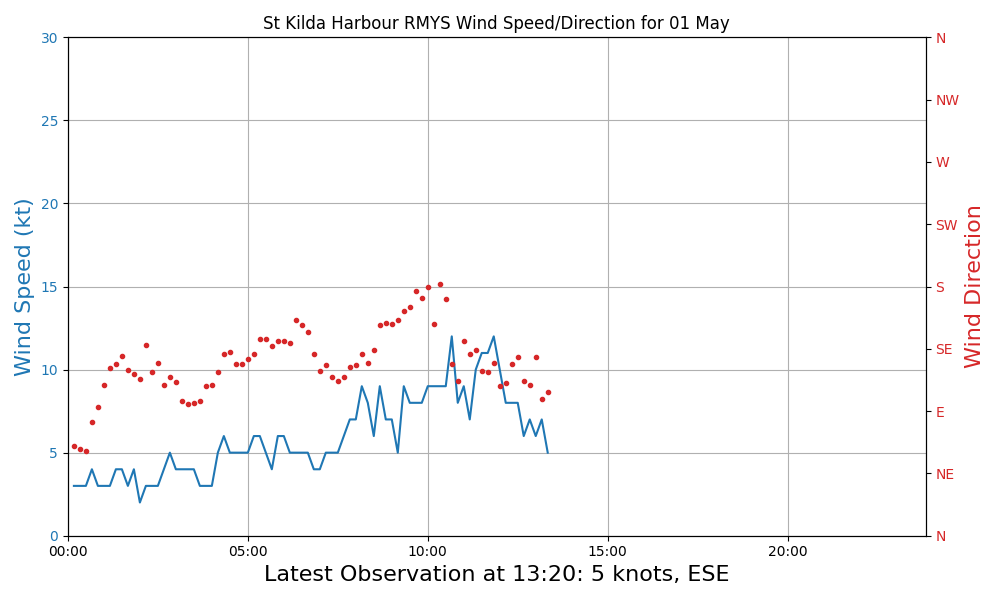 St Kilda Harbour RMYS Wind Speed/Direction for 01 May
30
25
20
15
10
5
0
Wind Speed (kt)
N
NW
W
SW
S
SE
E
NE
N
Wind Direction
00:00
05:00
10:00
15:00
20:00
Latest Observation at 13:20: 5 knots, ESE